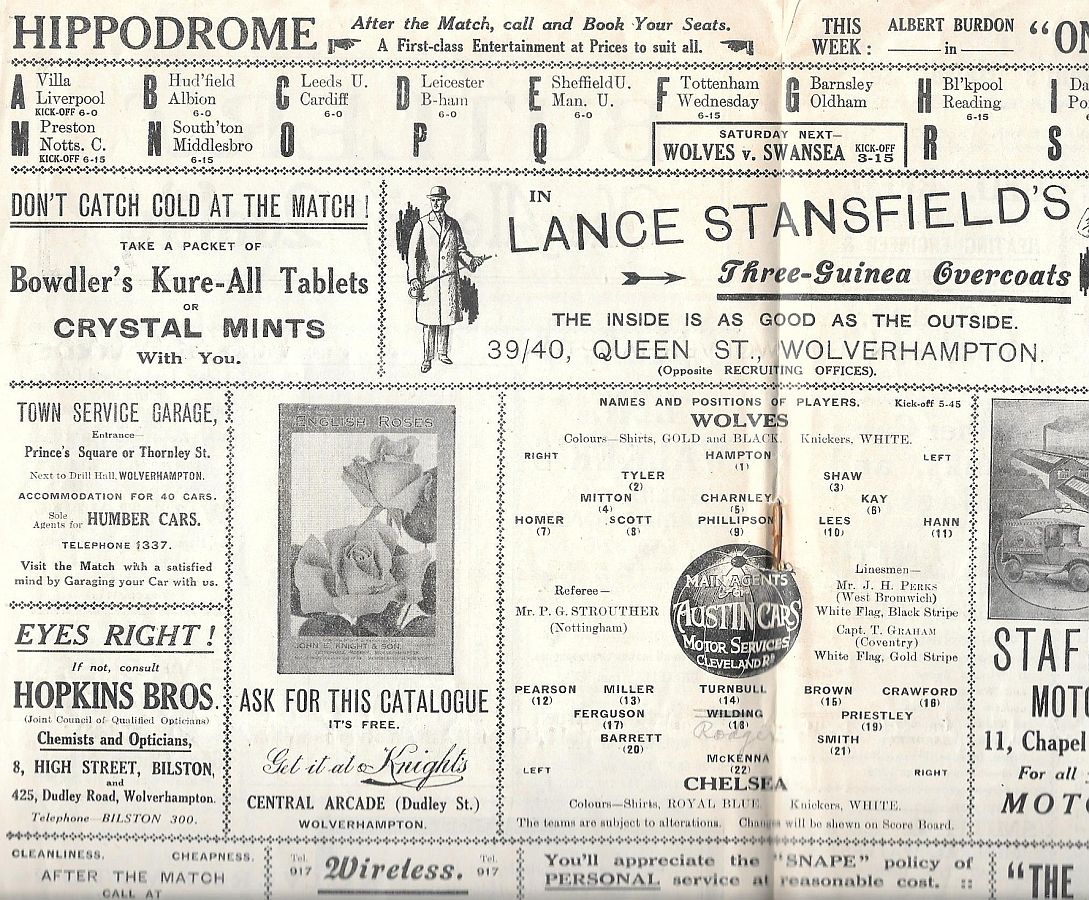 HIPPODROME After the Match, call and Book Your Seats. THIS ALBERT BURDON "ON
A First-class Entertainment at Prices to suit all. WEEK: in
A Villa Liverpool KICK-OFF 6-0
B Hud'field Albion 6-0
C Leeds U. Cardiff 6-0
D Leicester B-ham 6-0
E Sheffield U. Man. U. 6-0
F Tottenham Wednesday 6-15
G Barnsley Oldham
H Bl'kpool Reading 6-15
I Da Po
M Preston Notts. C. KICK-OFF 6-15
N South'ton Middlesbro 6-15
O P Q
SATURDAY NEXT—
WOLVES v. SWANSEA KICK-OFF 3-15
R S
DON'T CATCH COLD AT THE MATCH!
TAKE A PACKET OF
Bowdler's Kure-All Tablets
OR
CRYSTAL MINTS
With You.
IN
LANCE STANSFIELD'S
Three-Guinea Overcoats
THE INSIDE IS AS GOOD AS THE OUTSIDE.
39/40, QUEEN ST., WOLVERHAMPTON.
(Opposite RECRUITING OFFICES).
TOWN SERVICE GARAGE,
Entrance—
Prince's Square or Thornley St.
Next to Drill Hall, WOLVERHAMPTON.
ACCOMMODATION FOR 40 CARS.
Sole Agents for HUMBER CARS.
TELEPHONE 1337.
Visit the Match with a satisfied
mind by Garaging your Car with us.
EYES RIGHT!
If not, consult
HOPKINS BROS.
(Joint Council of Qualified Opticians)
Chemists and Opticians,
8, HIGH STREET, BILSTON,
and
425, Dudley Road, Wolverhampton.
Telephone—BILSTON 300.
ENGLISH ROSES
JOHN E. KNIGHT & SON.
ASK FOR THIS CATALOGUE
IT'S FREE.
Get it at Knights
CENTRAL ARCADE (Dudley St.)
WOLVERHAMPTON.
NAMES AND POSITIONS OF PLAYERS. Kick-off 5-45
WOLVES
Colours—Shirts, GOLD and BLACK. Knickers, WHITE.
RIGHT HAMPTON (1) LEFT
TYLER (2) SHAW (3)
MITTON (4) CHARNLEY (5) KAY (6)
HOMER (7) SCOTT (8) PHILLIPSON (9) LEES (10) HANN (11)
Referee—
Mr. P. G. STROUTHER
(Nottingham)
MAIN AGENTS
for
AUSTIN CARS
MOTOR SERVICES
CLEVELAND RD
Linesmen—
Mr. J. H. PERKS
(West Bromwich)
White Flag, Black Stripe
Capt. T. GRAHAM
(Coventry)
White Flag, Gold Stripe
PEARSON (12) MILLER (13) TURNBULL (14) BROWN (15) CRAWFORD (16)
FERGUSON (17) WILDING (18) PRIESTLEY (19)
Rodger
BARRETT (20) SMITH (21)
McKENNA (22)
LEFT RIGHT
CHELSEA
Colours—Shirts, ROYAL BLUE. Knickers, WHITE.
The teams are subject to alterations. Changes will be shewn on Score Board.
STAF
MOTO
11, Chapel
For all
MOT
CLEANLINESS. CHEAPNESS.
AFTER THE MATCH
CALL AT
Tel. 917 Wireless. Tel. 917
You'll appreciate the "SNAPE" policy of
PERSONAL service at reasonable cost. ::
"THE